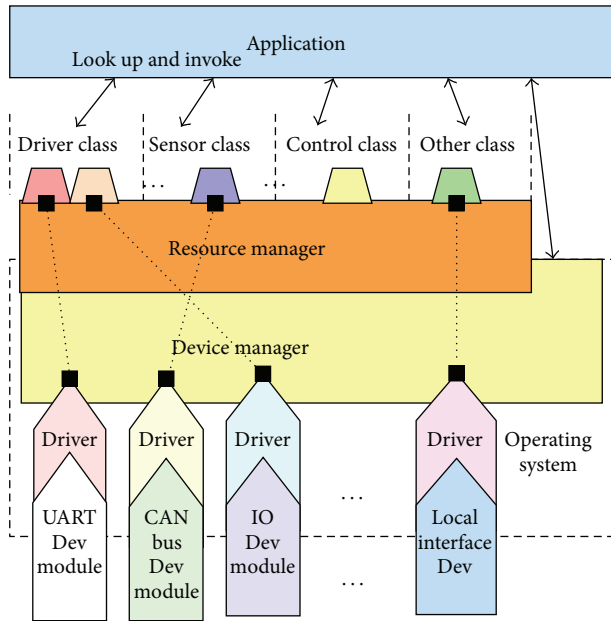 Application
Look up and invoke
Driver class
Sensor class
Control class
Other class
...
...
Resource manager
Device manager
Driver
Driver
Driver
Driver
Operating
system
UART
Dev
module
CAN
bus
Dev
module
IO
Dev
module
...
Local
interface
Dev
...